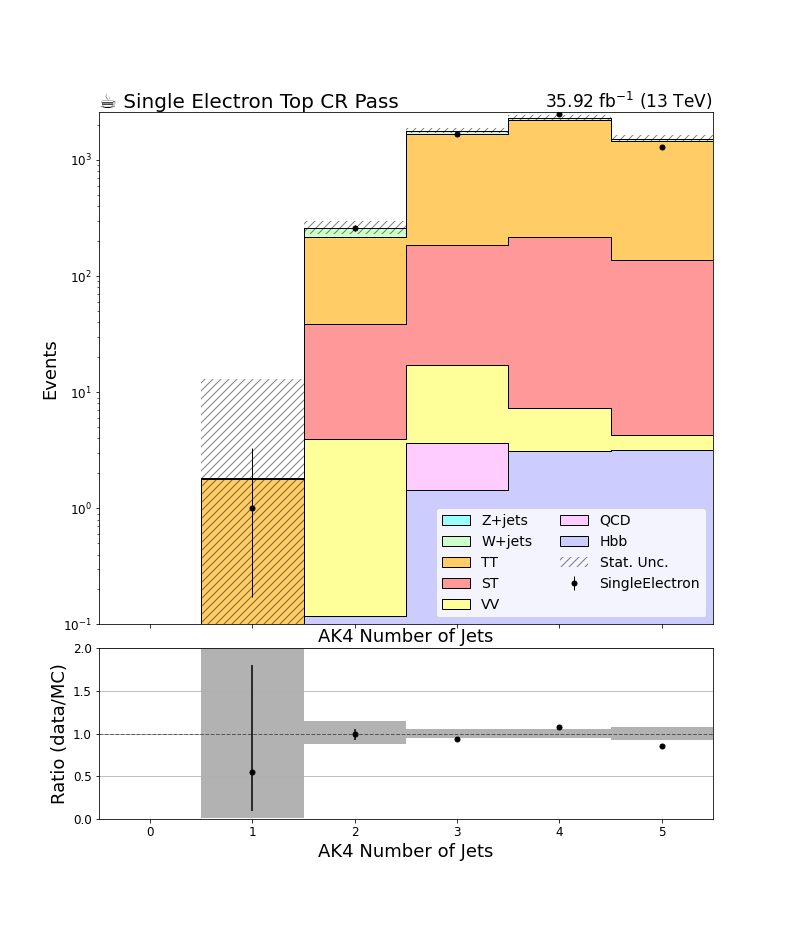 ☕ Single Electron Top CR Pass 35.92 fb⁻¹ (13 TeV)
10³
10²
10¹
10⁰
10⁻¹
Events
Z+jets QCD
W+jets Hbb
TT Stat. Unc.
ST SingleElectron
VV
AK4 Number of Jets
2.0
1.5
1.0
0.5
0.0
Ratio (data/MC)
0 1 2 3 4 5
AK4 Number of Jets